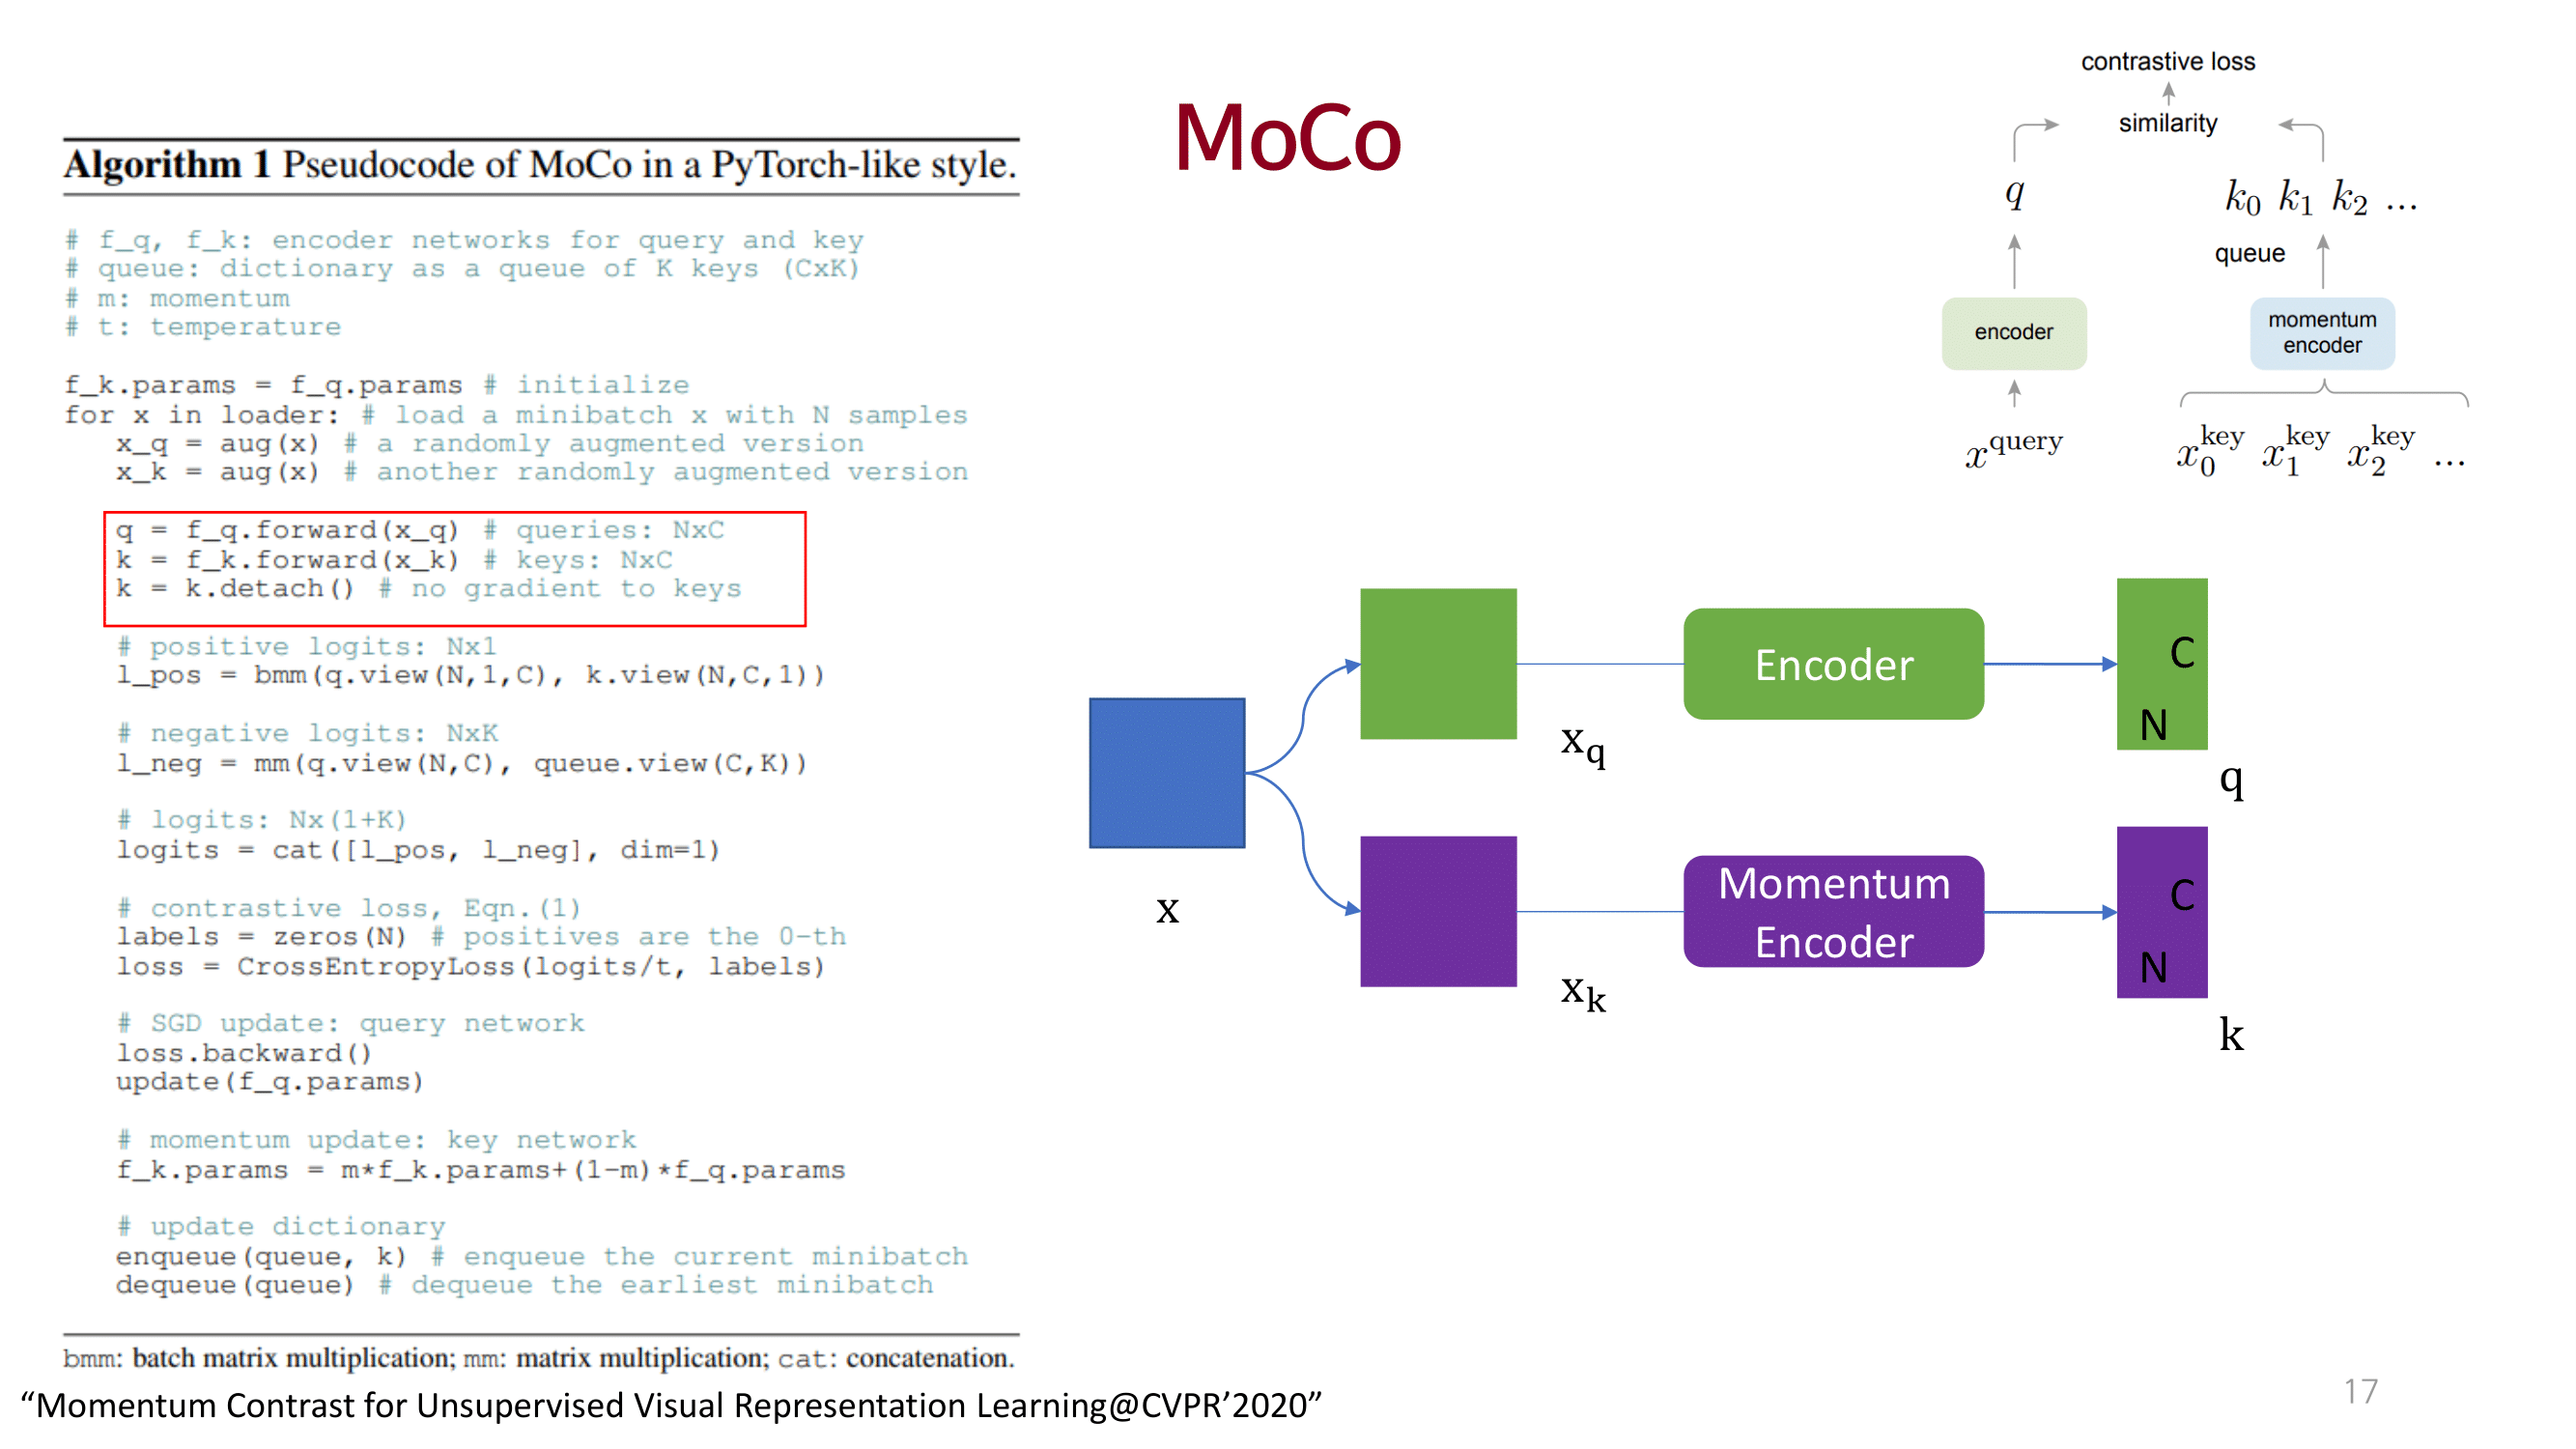 MoCo
Algorithm 1 Pseudocode of MoCo in a PyTorch-like style.
# f_q, f_k: encoder networks for query and key
# queue: dictionary as a queue of K keys (CxK)
# m: momentum
# t: temperature
f_k.params = f_q.params # initialize
for x in loader: # load a minibatch x with N samples
x_q = aug(x) # a randomly augmented version
x_k = aug(x) # another randomly augmented version
q = f_q.forward(x_q) # queries: NxC
k = f_k.forward(x_k) # keys: NxC
k = k.detach() # no gradient to keys
# positive logits: Nx1
l_pos = bmm(q.view(N,1,C), k.view(N,C,1))
# negative logits: NxK
l_neg = mm(q.view(N,C), queue.view(C,K))
# logits: Nx(1+K)
logits = cat([l_pos, l_neg], dim=1)
# contrastive loss, Eqn.(1)
labels = zeros(N) # positives are the 0-th
loss = CrossEntropyLoss(logits/t, labels)
# SGD update: query network
loss.backward()
update(f_q.params)
# momentum update: key network
f_k.params = m*f_k.params+(1-m)*f_q.params
# update dictionary
enqueue(queue, k) # enqueue the current minibatch
dequeue(queue) # dequeue the earliest minibatch
bmm: batch matrix multiplication; mm: matrix multiplication; cat: concatenation.
contrastive loss
similarity
q
k0 k1 k2 ...
queue
encoder
momentum
encoder
x^query
x_0^key x_1^key x_2^key ...
x
x_q
Encoder
C
N
q
x_k
Momentum
Encoder
C
N
k
“Momentum Contrast for Unsupervised Visual Representation Learning@CVPR’2020”
17